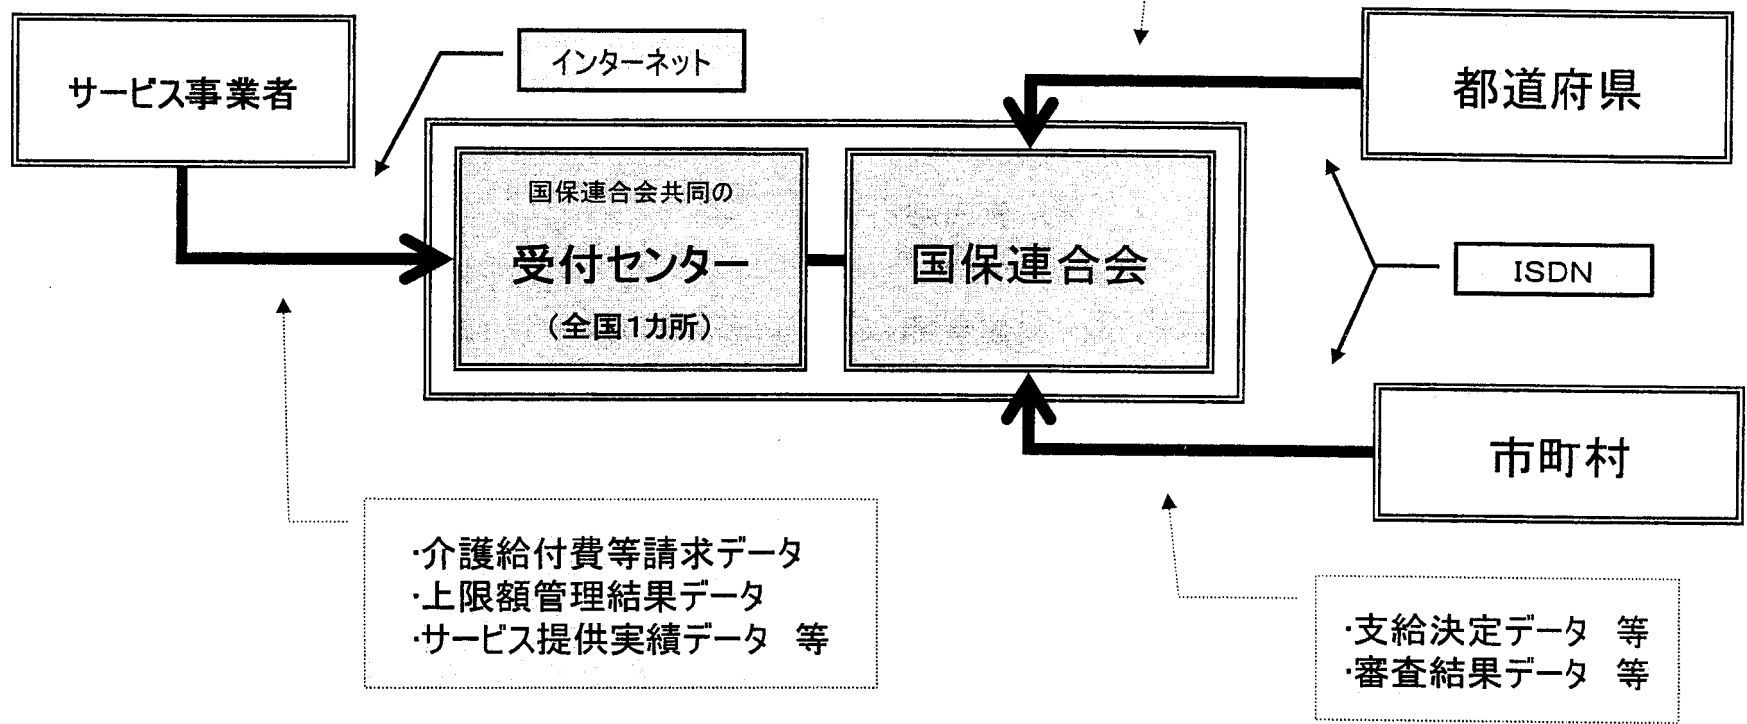 サービス事業者
インターネット
都道府県
国保連合会共同の
受付センター
(全国1カ所)
国保連合会
ISDN
市町村
・介護給付費等請求データ
・上限額管理結果データ
・サービス提供実績データ 等
・支給決定データ 等
・審査結果データ 等